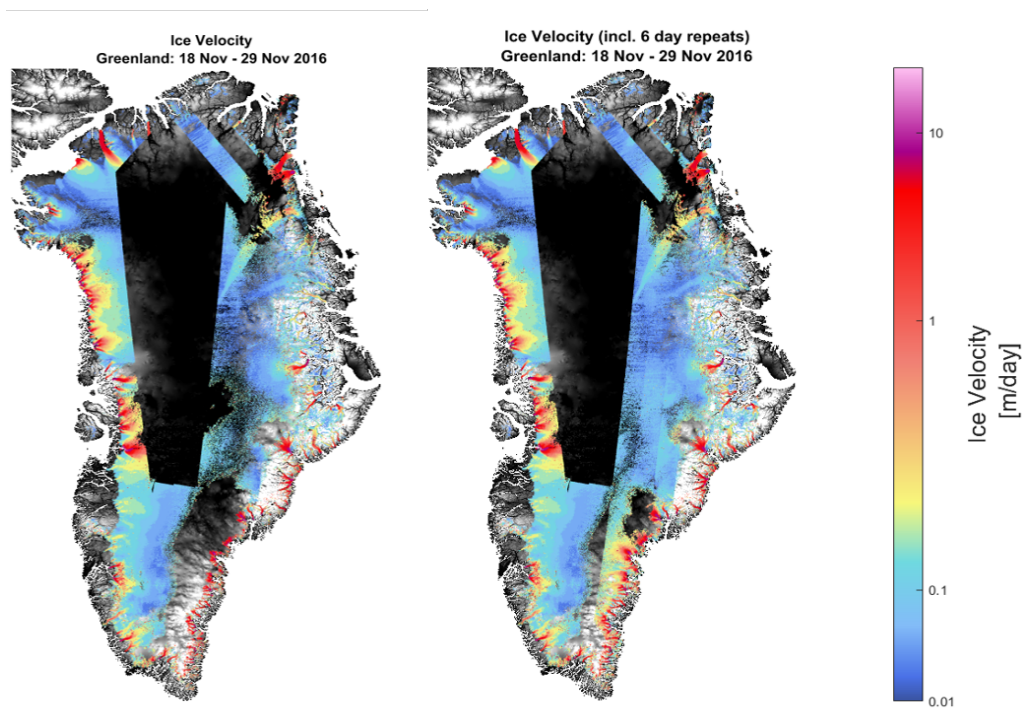 Ice Velocity
Greenland: 18 Nov - 29 Nov 2016
Ice Velocity (incl. 6 day repeats)
Greenland: 18 Nov - 29 Nov 2016
10
1
0.1
0.01
Ice Velocity
[m/day]